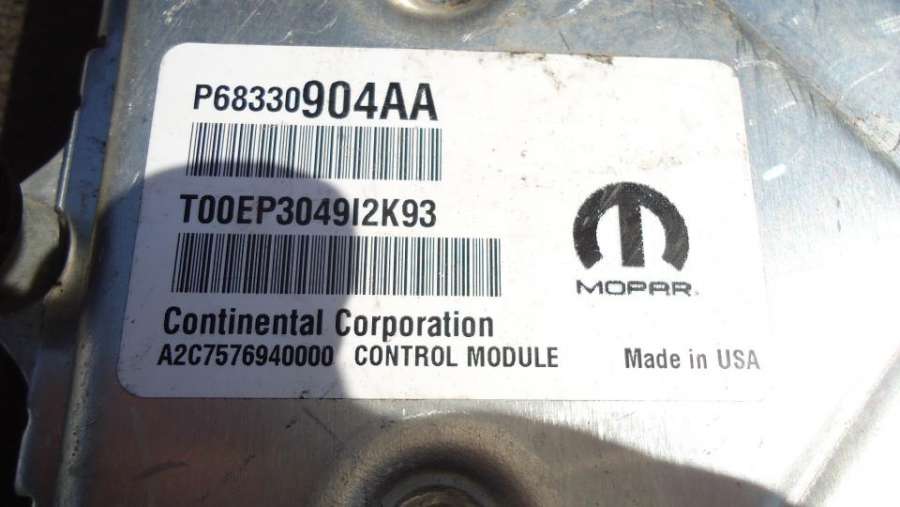 P68330904AA
T00EP3049I2K93
MOPAR
Continental Corporation
A2C7576940000 CONTROL MODULE Made in USA